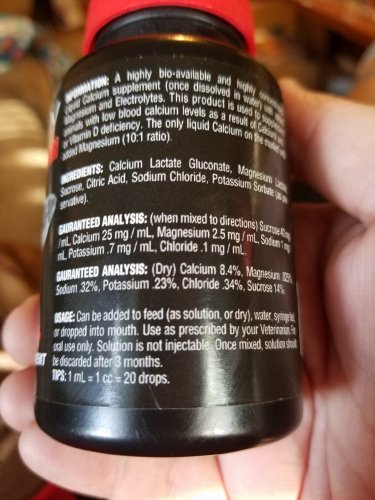 INFORMATION: A highly bio-available and highly
liquid Calcium supplement (once dissolved in water)
Magnesium and Electrolytes. This product is used to
animals with low blood calcium levels as a result of Calcium
or Vitamin D deficiency. The only liquid Calcium on the market
added Magnesium (10:1 ratio).
INGREDIENTS: Calcium Lactate Gluconate, Magnesium
Sucrose, Citric Acid, Sodium Chloride, Potassium Sorbate (as
servative).
GAURANTEED ANALYSIS: (when mixed to directions) Sucrose
/ mL, Calcium 25 mg / mL, Magnesium 2.5 mg / mL, Sodium 1
mL, Potassium .7 mg / mL, Chloride .1 mg / mL.
GAURANTEED ANALYSIS: (Dry) Calcium 8.4%, Magnesium
Sodium .32%, Potassium .23%, Chloride .34%, Sucrose 14%.
USAGE: Can be added to feed (as solution, or dry), water, syringe
or dropped into mouth. Use as prescribed by your Veterinarian. For
oral use only. Solution is not injectable. Once mixed, solution should
be discarded after 3 months.
TIPS: 1 mL = 1 cc = 20 drops.